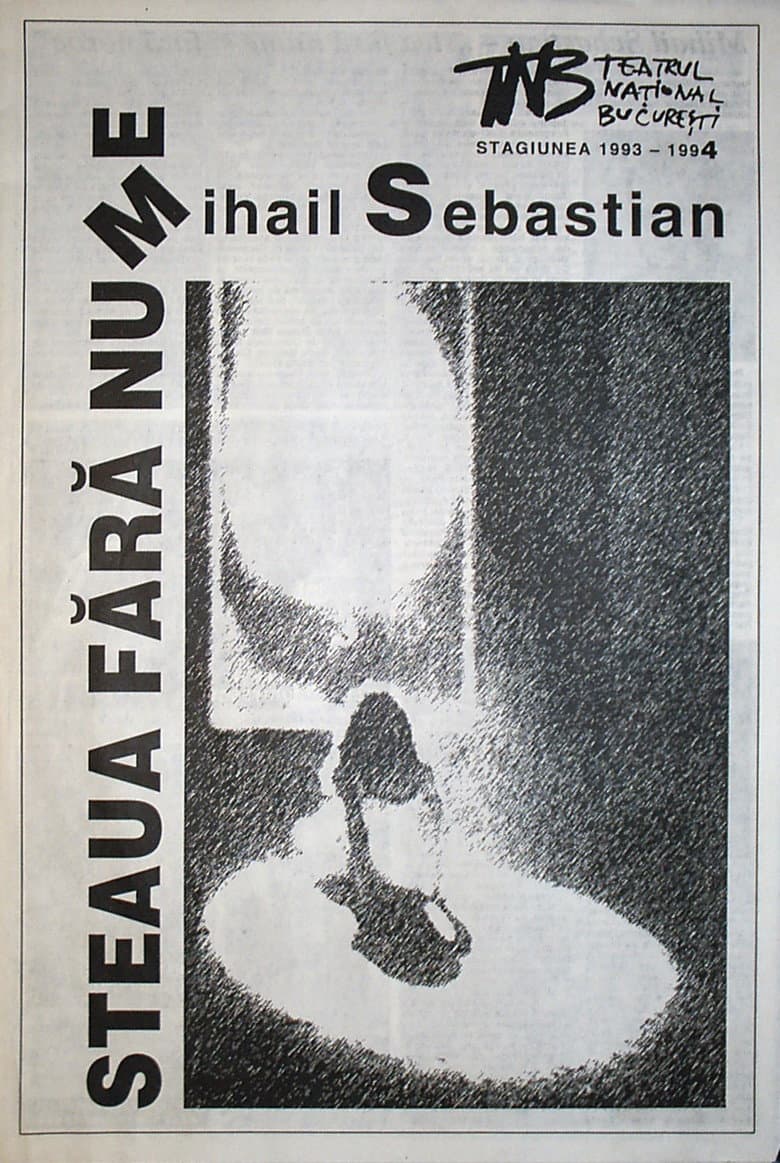 TNB TEATRUL
NAȚIONAL
BUCUREȘTI
STAGIUNEA 1993 – 1994
Mihail Sebastian
STEAUA FĂRĂ NUME